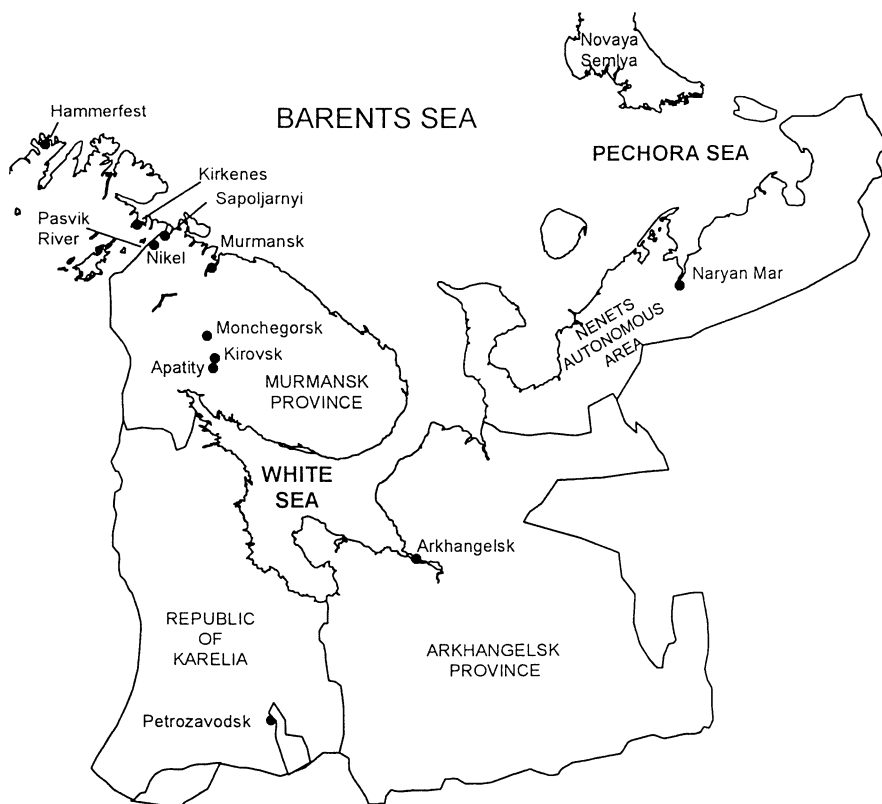 Novaya
Semlya
Hammerfest
BARENTS SEA
PECHORA SEA
Kirkenes
Sapoljarnyi
Pasvik
River
Nikel
Murmansk
Naryan Mar
NENETS
AUTONOMOUS
AREA
Monchegorsk
Kirovsk
Apatity
MURMANSK
PROVINCE
WHITE
SEA
Arkhangelsk
REPUBLIC
OF
KARELIA
ARKHANGELSK
PROVINCE
Petrozavodsk